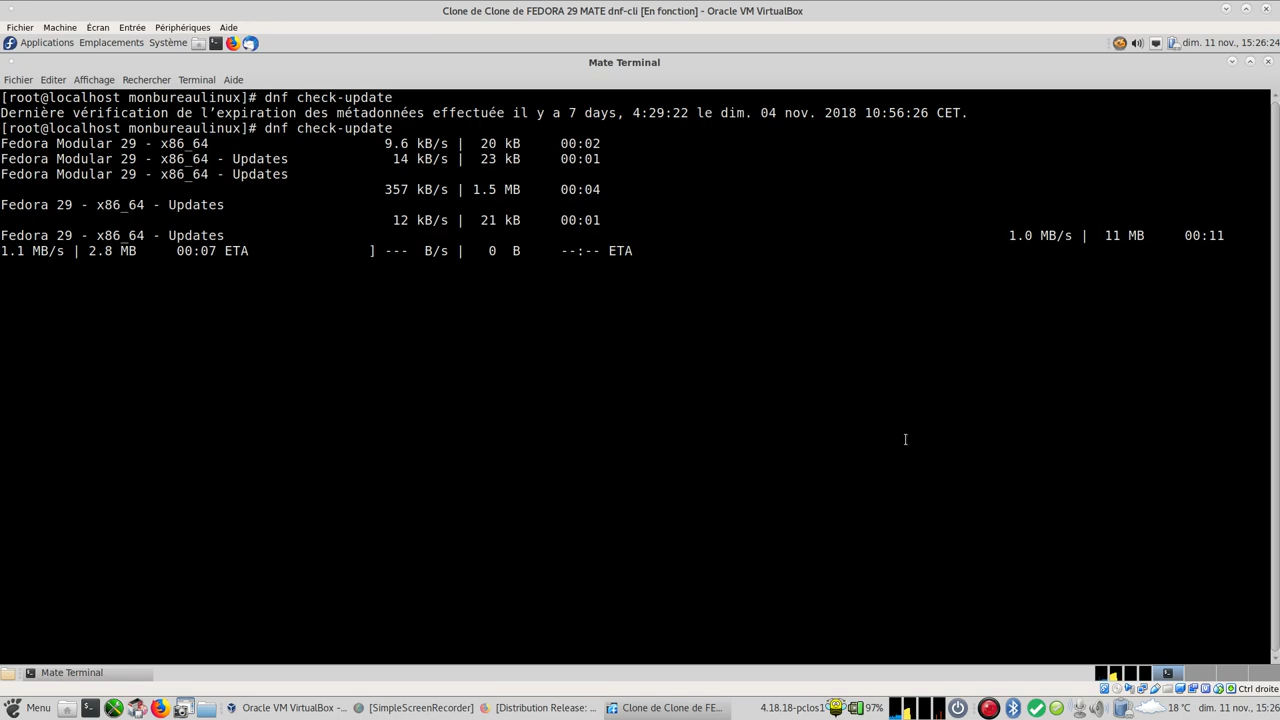 Clone de Clone de FEDORA 29 MATE dnf-cli [En fonction] - Oracle VM VirtualBox
Fichier Machine Écran Entrée Périphériques Aide
Applications Emplacements Système dim. 11 nov., 15:26:24
Mate Terminal
Fichier Editer Affichage Rechercher Terminal Aide
[root@localhost monbureaulinux]# dnf check-update
Dernière vérification de l’expiration des métadonnées effectuée il y a 7 days, 4:29:22 le dim. 04 nov. 2018 10:56:26 CET.
[root@localhost monbureaulinux]# dnf check-update
Fedora Modular 29 - x86_64 9.6 kB/s | 20 kB 00:02
Fedora Modular 29 - x86_64 - Updates 14 kB/s | 23 kB 00:01
Fedora Modular 29 - x86_64 - Updates
357 kB/s | 1.5 MB 00:04
Fedora 29 - x86_64 - Updates
12 kB/s | 21 kB 00:01
Fedora 29 - x86_64 - Updates 1.0 MB/s | 11 MB 00:11
1.1 MB/s | 2.8 MB 00:07 ETA ] --- B/s | 0 B --:-- ETA
Mate Terminal
Ctrl droite
Menu Oracle VM VirtualBox -... [SimpleScreenRecorder] [Distribution Release: ... Clone de Clone de FE... 4.18.18-pclos 97% 18 °C dim. 11 nov., 15:26